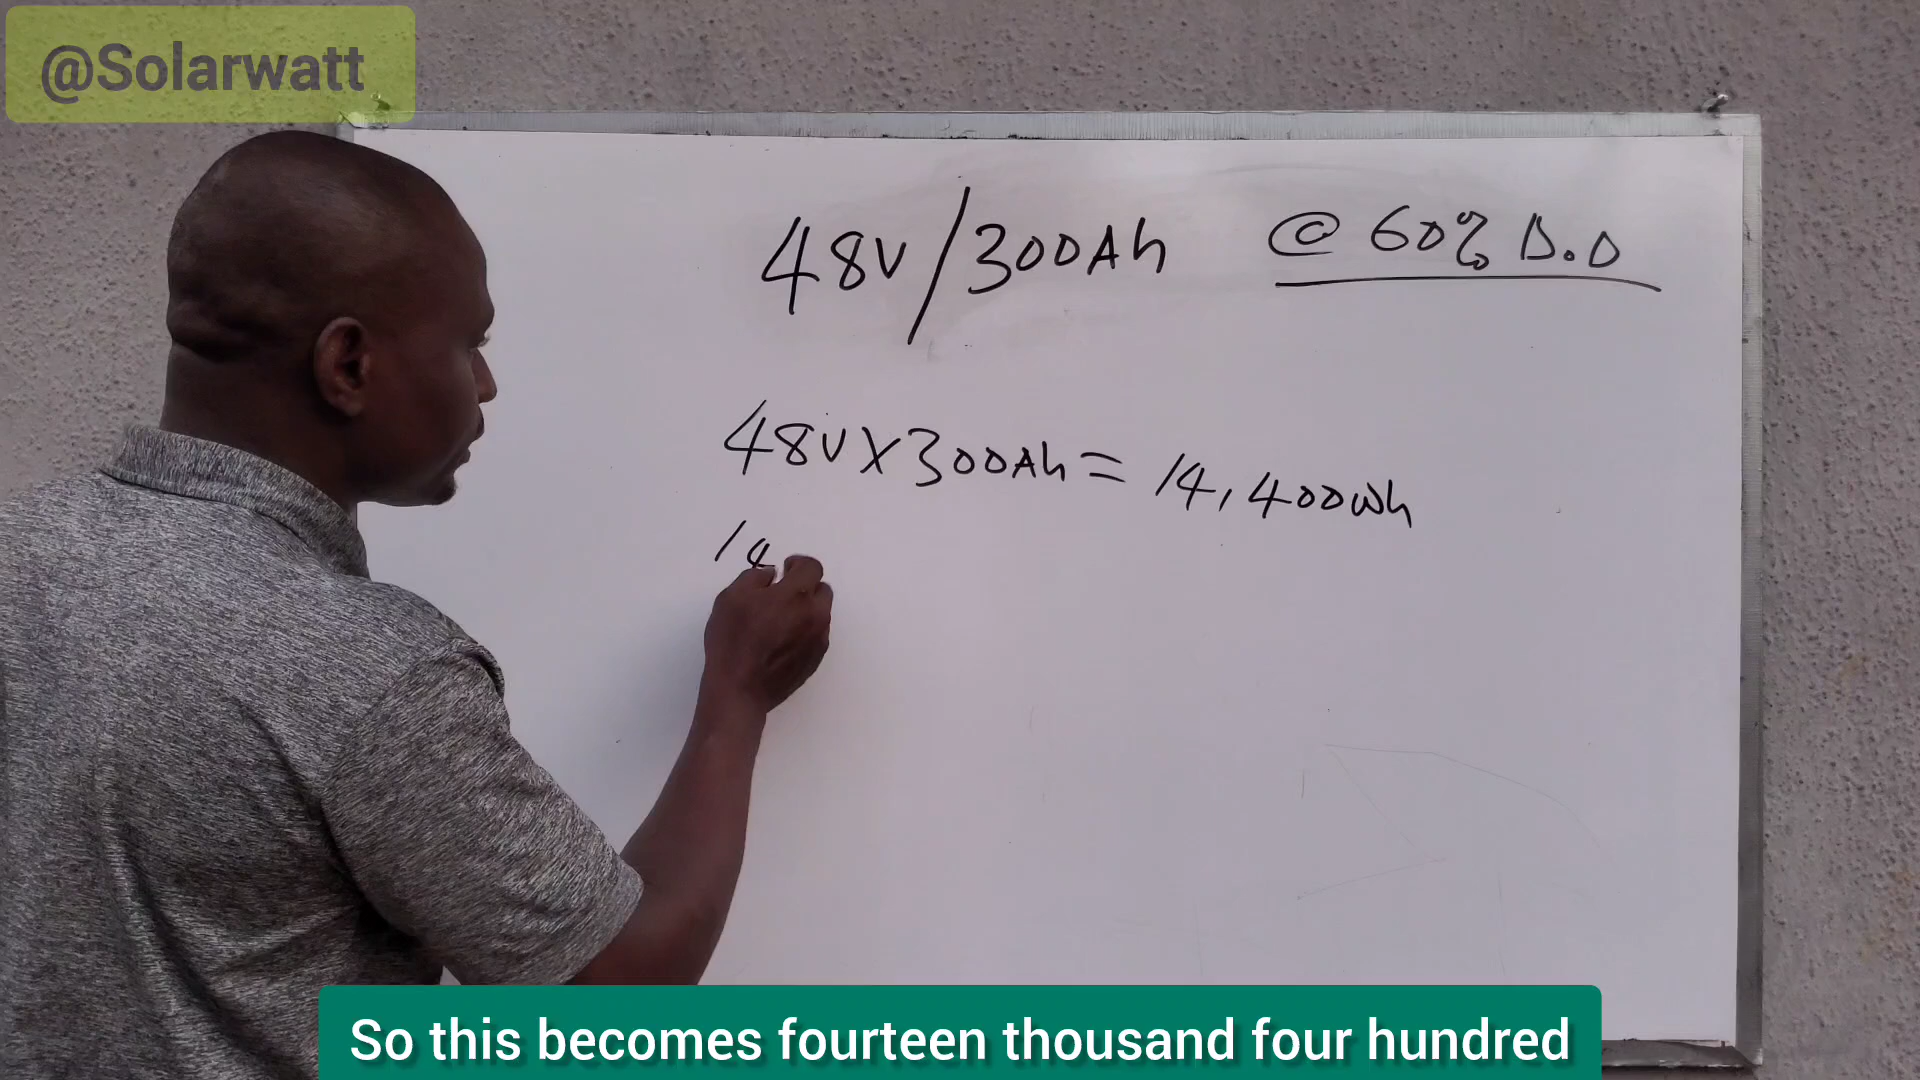 @Solarwatt
48V/300Ah @ 60% D.O
48V X 300Ah = 14,400Wh
14
So this becomes fourteen thousand four hundred